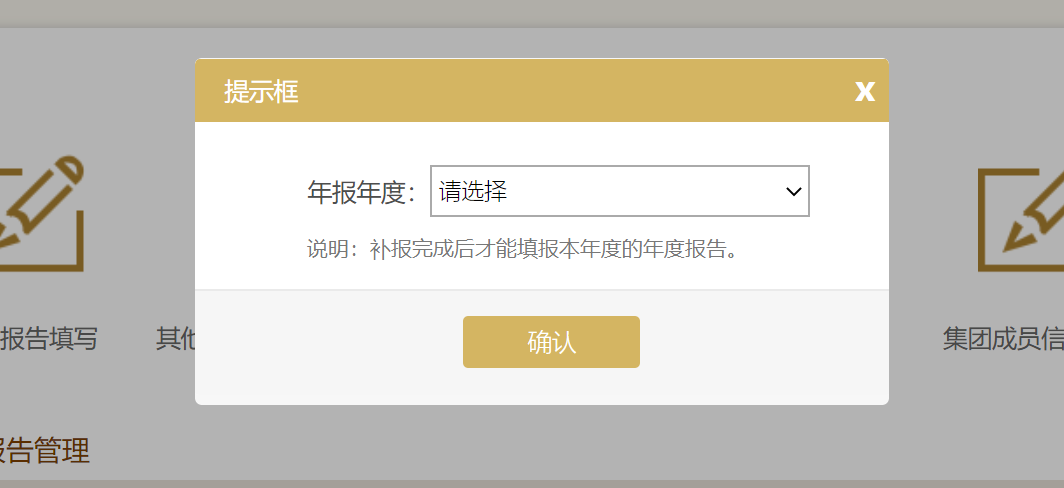 提示框 X
年报年度：请选择
说明：补报完成后才能填报本年度的年度报告。
报告填写 其他 集团成员信
确认
报告管理